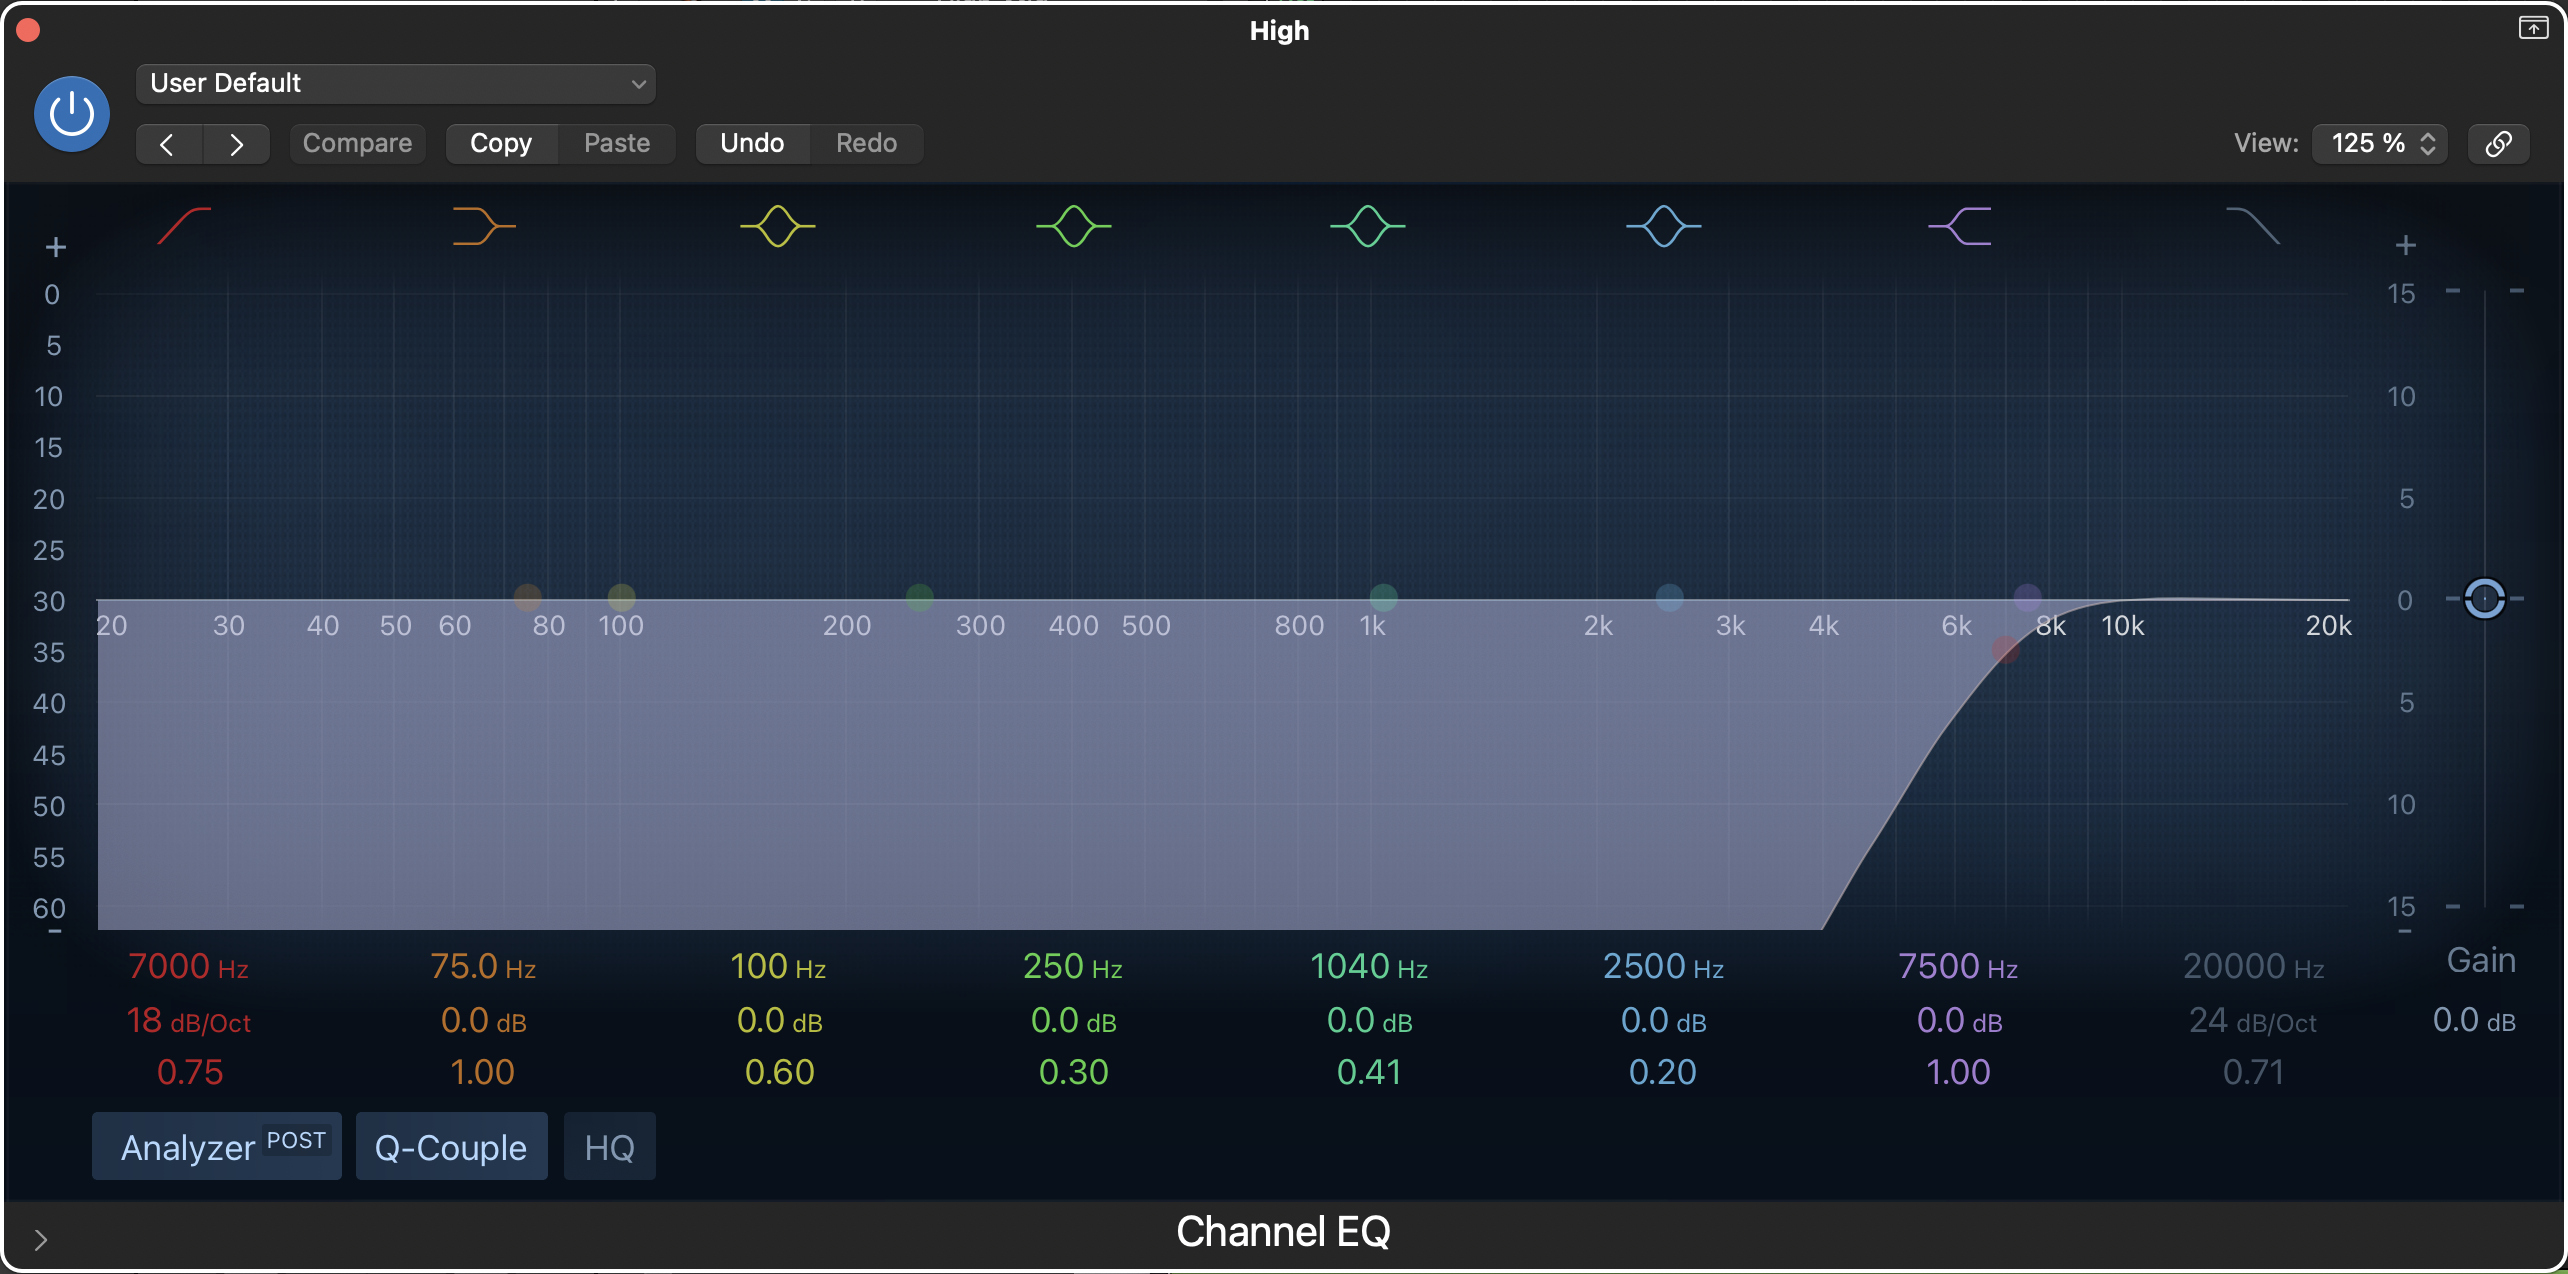 High
User Default
Compare Copy Paste Undo Redo View: 125 %
+ +
0 15
5
10 10
15
20 5
25
30 0
20 30 40 50 60 80 100 200 300 400 500 800 1k 2k 3k 4k 6k 8k 10k 20k
35
40 5
45
50 10
55
60 15
- -
7000 Hz 75.0 Hz 100 Hz 250 Hz 1040 Hz 2500 Hz 7500 Hz 20000 Hz Gain
18 dB/Oct 0.0 dB 0.0 dB 0.0 dB 0.0 dB 0.0 dB 0.0 dB 24 dB/Oct 0.0 dB
0.75 1.00 0.60 0.30 0.41 0.20 1.00 0.71
Analyzer POST Q-Couple HQ
Channel EQ